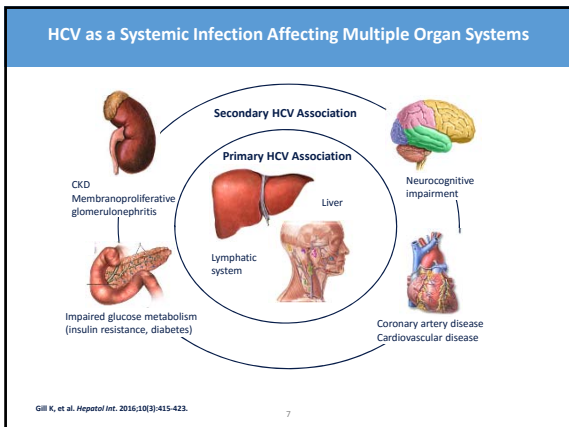 HCV as a Systemic Infection Affecting Multiple Organ Systems
Secondary HCV Association
Primary HCV Association
CKD
Membranoproliferative
glomerulonephritis
Liver
Neurocognitive
impairment
Lymphatic
system
Impaired glucose metabolism
(insulin resistance, diabetes)
Coronary artery disease
Cardiovascular disease
Gill K, et al. Hepatol Int. 2016;10(3):415-423.
7